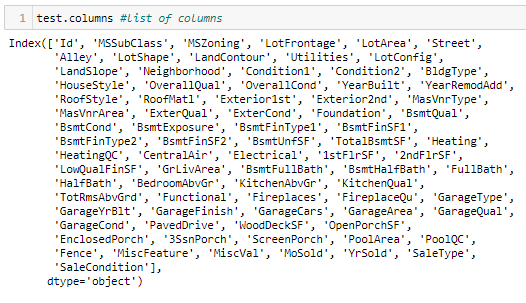 1 test.columns #list of columns
Index(['Id', 'MSSubClass', 'MSZoning', 'LotFrontage', 'LotArea', 'Street',
'Alley', 'LotShape', 'LandContour', 'Utilities', 'LotConfig',
'LandSlope', 'Neighborhood', 'Condition1', 'Condition2', 'BldgType',
'HouseStyle', 'OverallQual', 'OverallCond', 'YearBuilt', 'YearRemodAdd',
'RoofStyle', 'RoofMatl', 'Exterior1st', 'Exterior2nd', 'MasVnrType',
'MasVnrArea', 'ExterQual', 'ExterCond', 'Foundation', 'BsmtQual',
'BsmtCond', 'BsmtExposure', 'BsmtFinType1', 'BsmtFinSF1',
'BsmtFinType2', 'BsmtFinSF2', 'BsmtUnfSF', 'TotalBsmtSF', 'Heating',
'HeatingQC', 'CentralAir', 'Electrical', '1stFlrSF', '2ndFlrSF',
'LowQualFinSF', 'GrLivArea', 'BsmtFullBath', 'BsmtHalfBath', 'FullBath',
'HalfBath', 'BedroomAbvGr', 'KitchenAbvGr', 'KitchenQual',
'TotRmsAbvGrd', 'Functional', 'Fireplaces', 'FireplaceQu', 'GarageType',
'GarageYrBlt', 'GarageFinish', 'GarageCars', 'GarageArea', 'GarageQual',
'GarageCond', 'PavedDrive', 'WoodDeckSF', 'OpenPorchSF',
'EnclosedPorch', '3SsnPorch', 'ScreenPorch', 'PoolArea', 'PoolQC',
'Fence', 'MiscFeature', 'MiscVal', 'MoSold', 'YrSold', 'SaleType',
'SaleCondition'],
dtype='object')